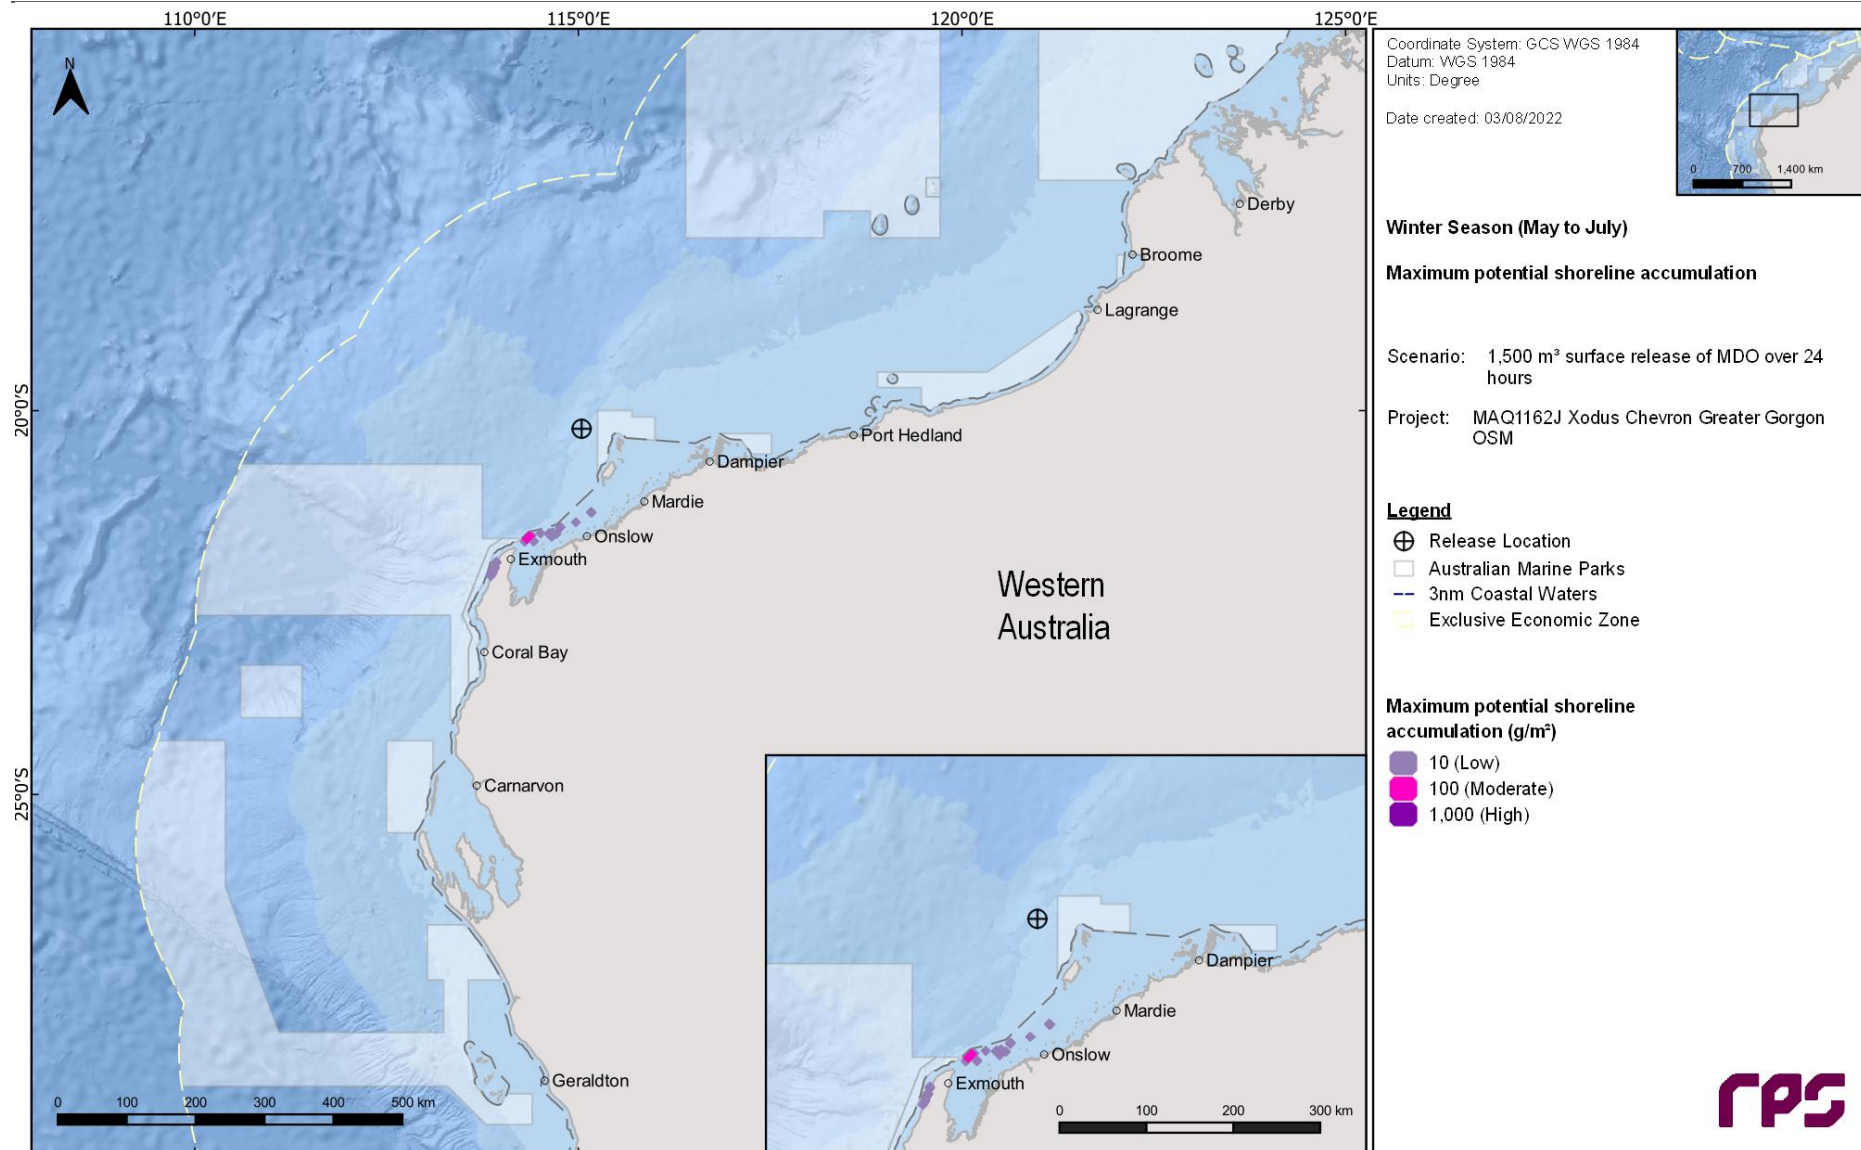 110°0'E
115°0'E
120°0'E
125°0'E
20°0'S
25°0'S
N
Derby
Broome
Lagrange
Port Hedland
Dampier
Mardie
Onslow
Exmouth
Western
Australia
Coral Bay
Carnarvon
Geraldton
0 100 200 300 400 500 km
Dampier
Mardie
Onslow
Exmouth
0 100 200 300 km
Coordinate System: GCS WGS 1984
Datum: WGS 1984
Units: Degree
Date created: 03/08/2022
0 700 1,400 km
Winter Season (May to July)
Maximum potential shoreline accumulation
Scenario: 1,500 m³ surface release of MDO over 24
hours
Project: MAQ1162J Xodus Chevron Greater Gorgon
OSM
Legend
Release Location
Australian Marine Parks
3nm Coastal Waters
Exclusive Economic Zone
Maximum potential shoreline
accumulation (g/m²)
10 (Low)
100 (Moderate)
1,000 (High)
rps